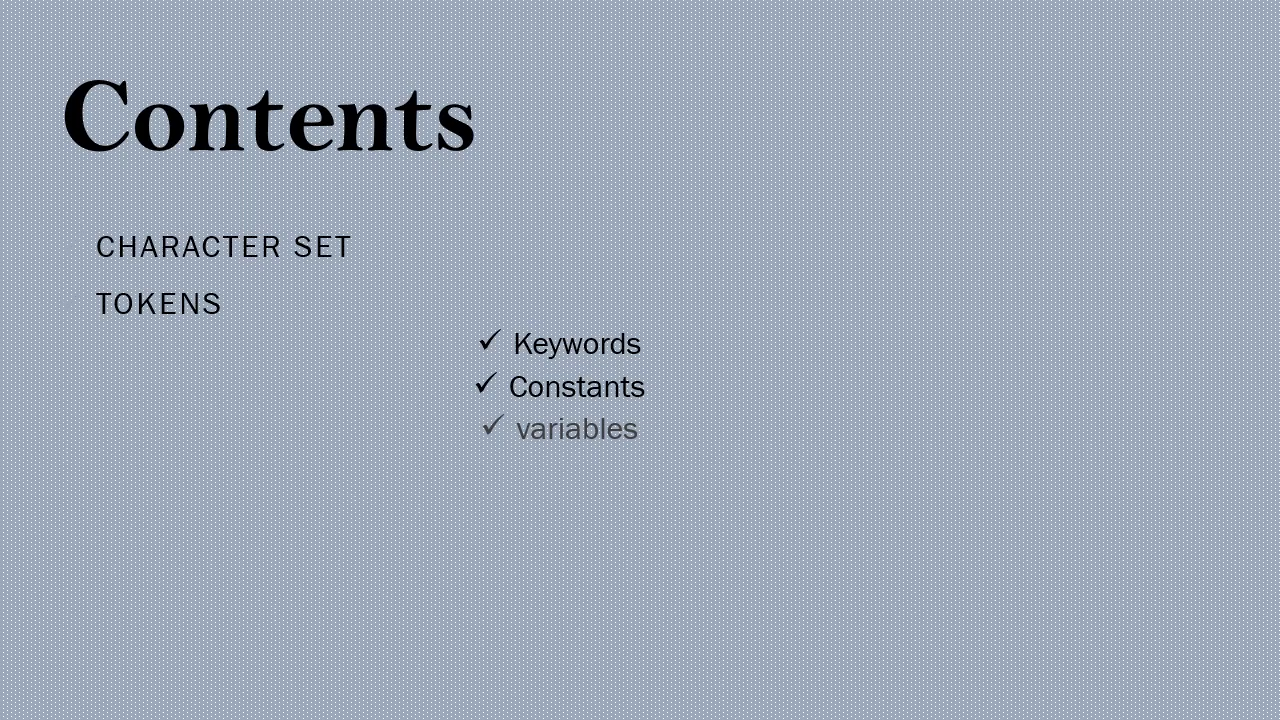 Contents
CHARACTER SET
TOKENS
✓ Keywords
✓ Constants
✓ variables